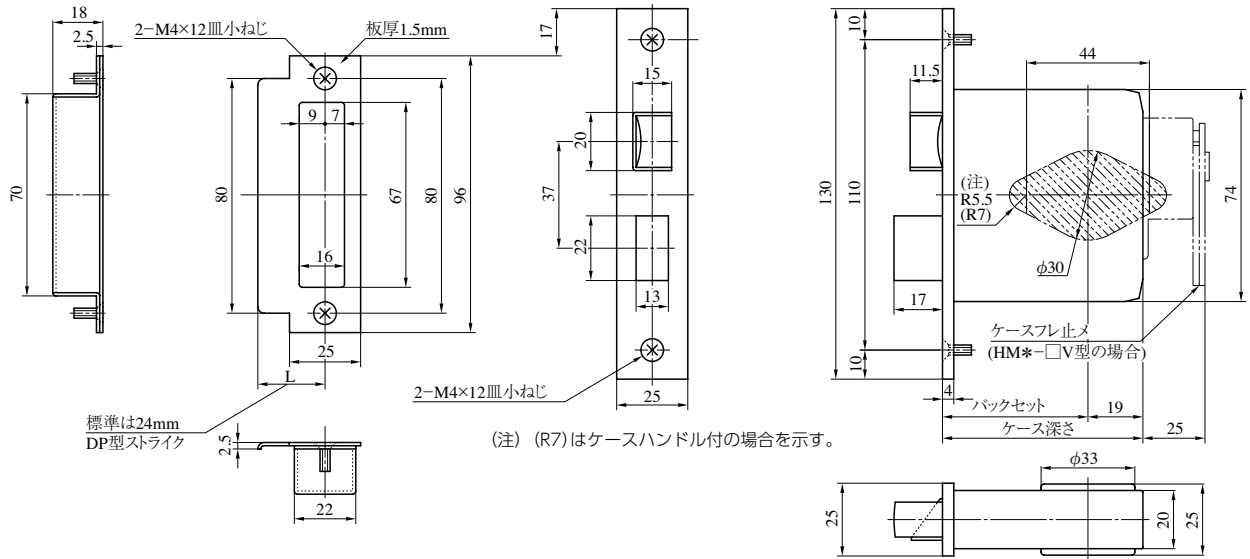 18
2.5
70
2−M4×12皿小ねじ
板厚1.5mm
80
9
7
67
80
96
16
25
L
標準は24mm
DP型ストライク
2.5
22
17
15
20
37
22
13
2−M4×12皿小ねじ
25
(注) (R7)はケースハンドル付の場合を示す。
10
130
110
10
11.5
44
74
(注)
R5.5
(R7)
φ30
17
ケースフレ止メ
(HM*−□V型の場合)
4
バックセット
19
ケース深さ
25
φ33
25
20
25